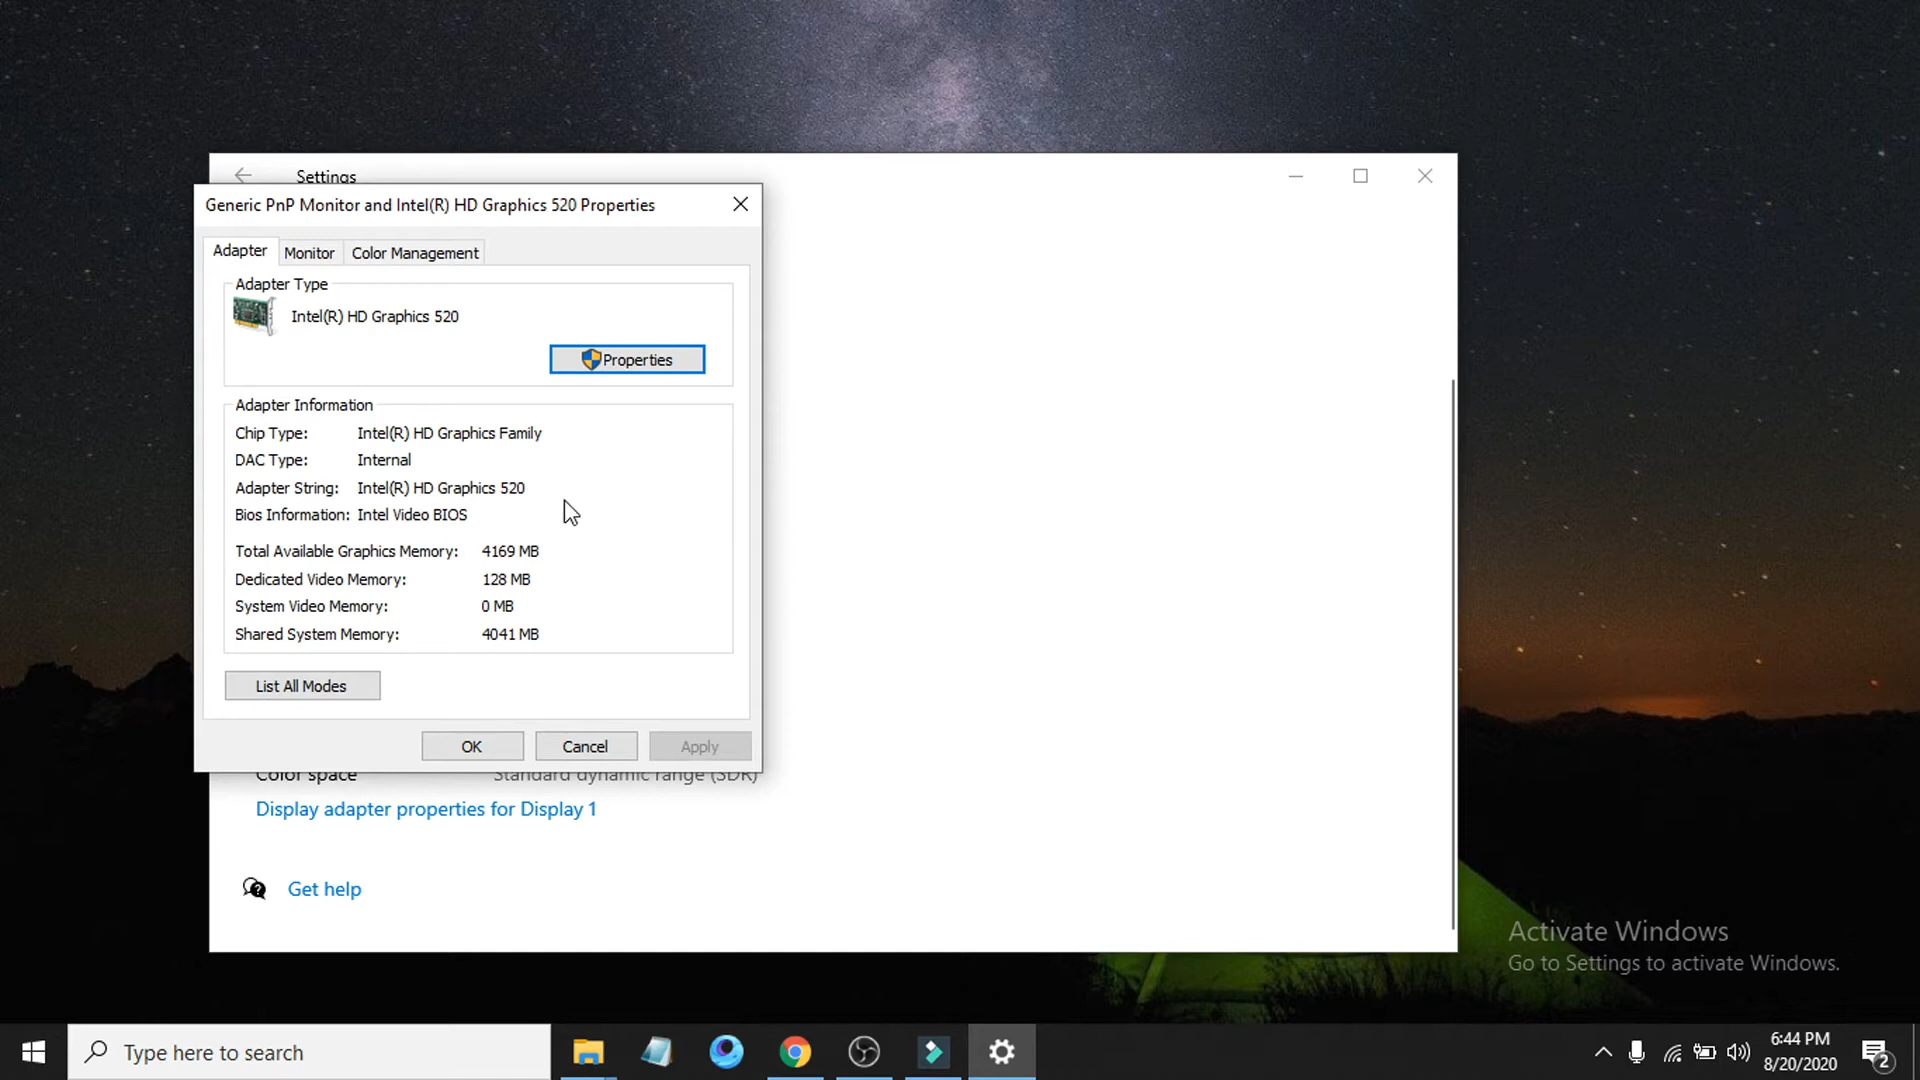 Settings
Generic PnP Monitor and Intel(R) HD Graphics 520 Properties
Adapter
Monitor
Color Management
Adapter Type
Intel(R) HD Graphics 520
Properties
Adapter Information
Chip Type: Intel(R) HD Graphics Family
DAC Type: Internal
Adapter String: Intel(R) HD Graphics 520
Bios Information: Intel Video BIOS
Total Available Graphics Memory: 4169 MB
Dedicated Video Memory: 128 MB
System Video Memory: 0 MB
Shared System Memory: 4041 MB
List All Modes
OK
Cancel
Apply
Color space Standard dynamic range (SDR)
Display adapter properties for Display 1
Get help
Activate Windows
Go to Settings to activate Windows.
Type here to search
6:44 PM
8/20/2020
2